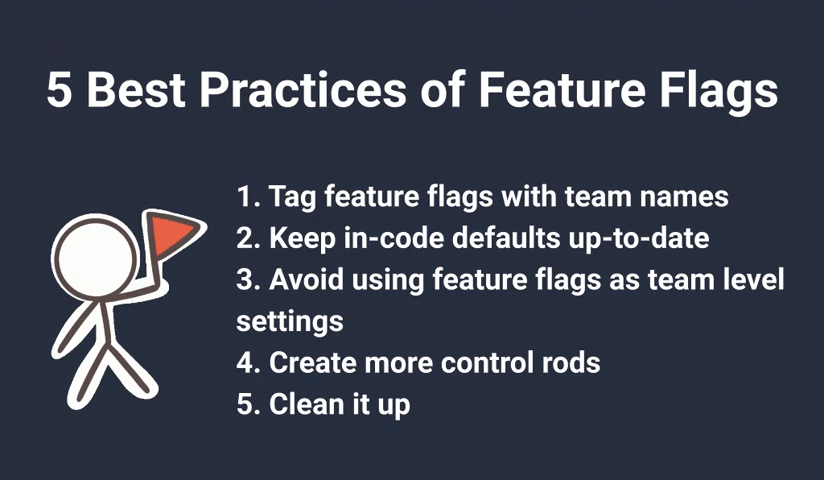 5 Best Practices of Feature Flags
1. Tag feature flags with team names
2. Keep in-code defaults up-to-date
3. Avoid using feature flags as team level
settings
4. Create more control rods
5. Clean it up